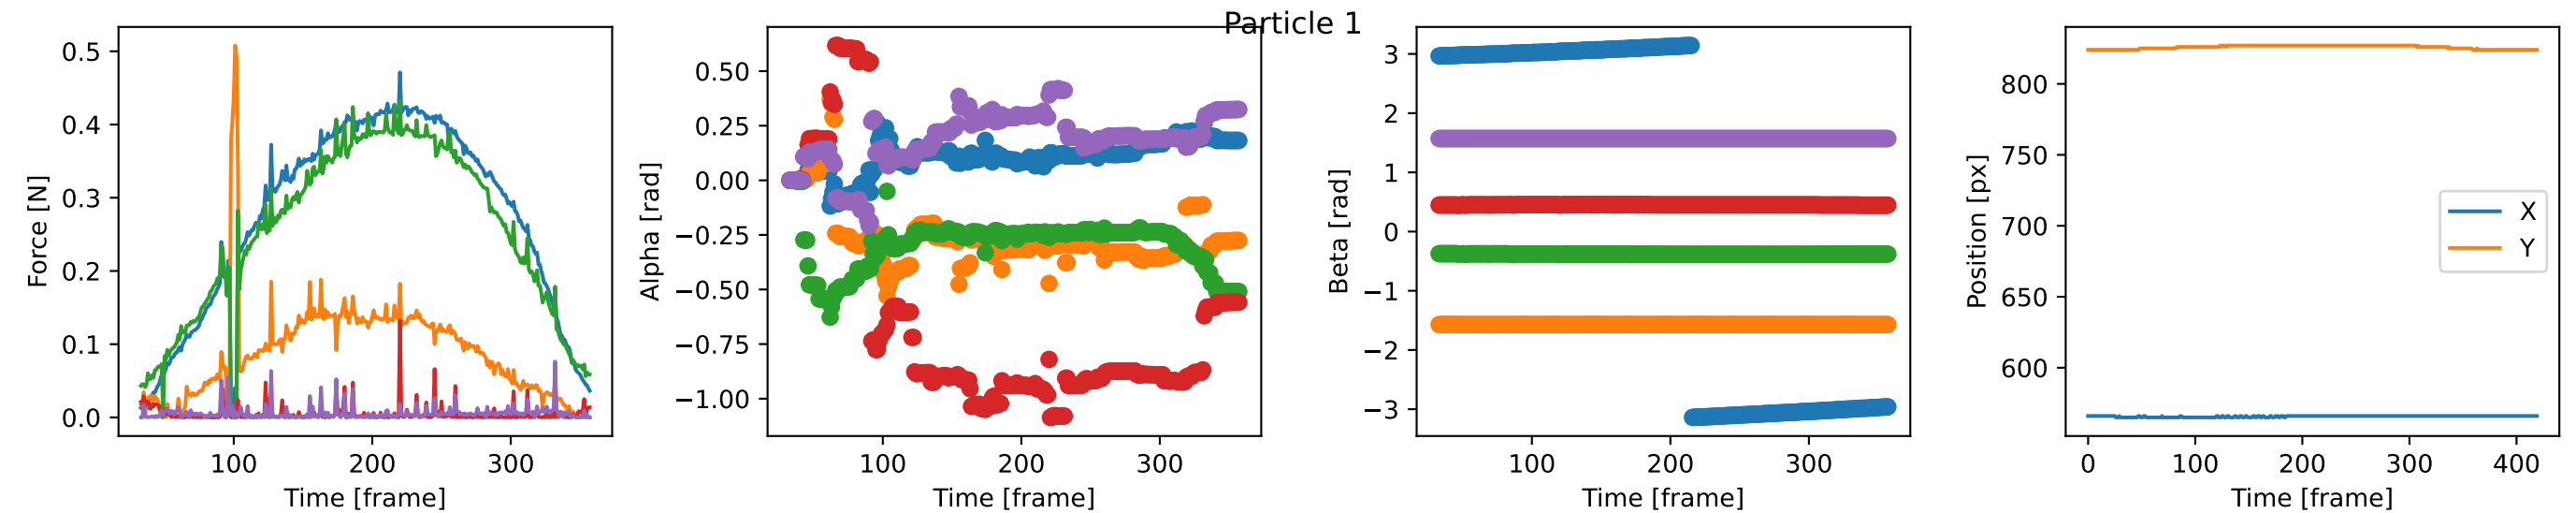 Particle 1
0.5
0.4
0.3
0.2
0.1
0.0
Force [N]
100 200 300
Time [frame]
0.50
0.25
0.00
−0.25
−0.50
−0.75
−1.00
Alpha [rad]
100 200 300
Time [frame]
3
2
1
0
−1
−2
−3
Beta [rad]
100 200 300
Time [frame]
800
750
700
650
600
Position [px]
X
Y
0 100 200 300 400
Time [frame]